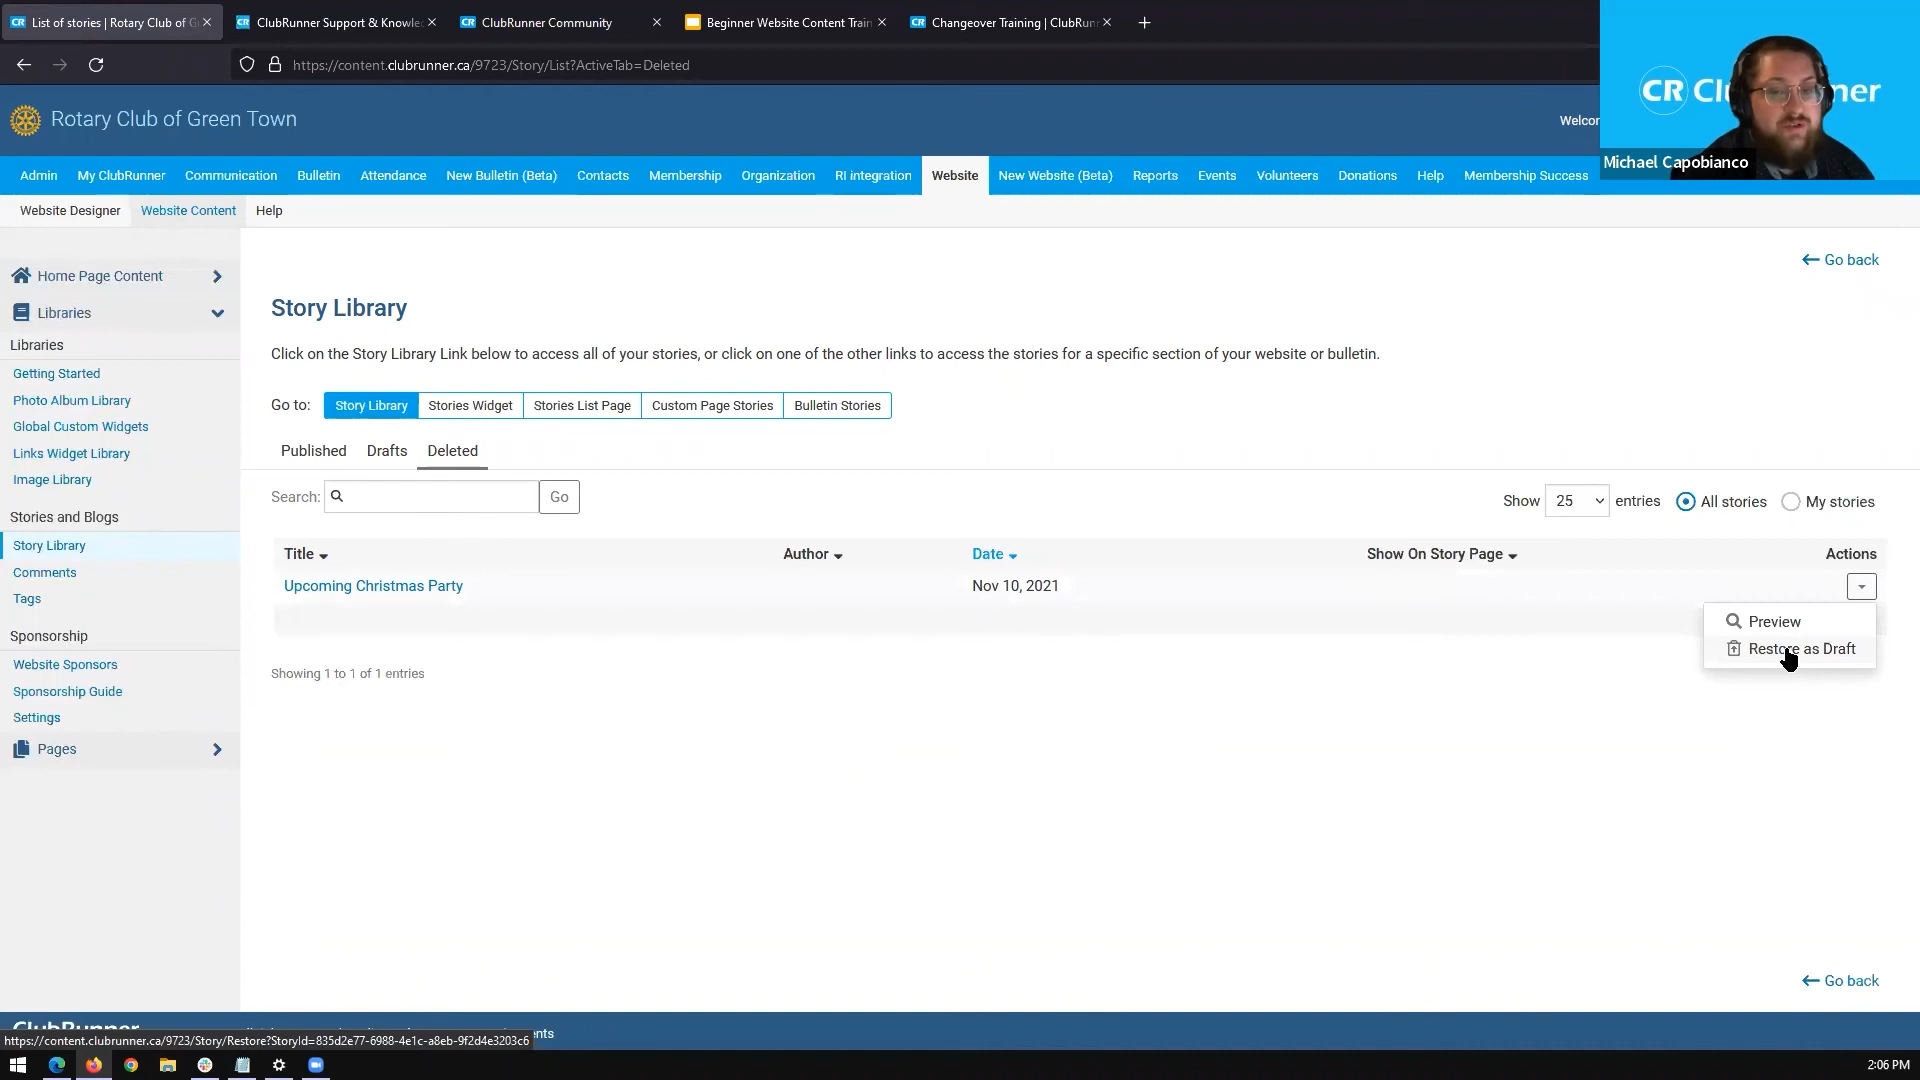 List of stories | Rotary Club of G
ClubRunner Support & Knowle
ClubRunner Community
Beginner Website Content Train
Changeover Training | ClubRun
https://content.clubrunner.ca/9723/Story/List?ActiveTab=Deleted
Rotary Club of Green Town
Welcor
CR Cl ner
Michael Capobianco
Admin My ClubRunner Communication Bulletin Attendance New Bulletin (Beta) Contacts Membership Organization RI integration Website New Website (Beta) Reports Events Volunteers Donations Help Membership Success
Website Designer Website Content Help
Home Page Content
Libraries
Libraries
Getting Started
Photo Album Library
Global Custom Widgets
Links Widget Library
Image Library
Stories and Blogs
Story Library
Comments
Tags
Sponsorship
Website Sponsors
Sponsorship Guide
Settings
Pages
Go back
Story Library
Click on the Story Library Link below to access all of your stories, or click on one of the other links to access the stories for a specific section of your website or bulletin.
Go to: Story Library Stories Widget Stories List Page Custom Page Stories Bulletin Stories
Published Drafts Deleted
Search: Go
Show 25 entries All stories My stories
Title Author Date Show On Story Page Actions
Upcoming Christmas Party Nov 10, 2021
Preview
Restore as Draft
Showing 1 to 1 of 1 entries
Go back
ClubRunner
ents
https://content.clubrunner.ca/9723/Story/Restore?StoryId=835d2e77-6988-4e1c-a8eb-9f2d4e3203c6
2:06 PM